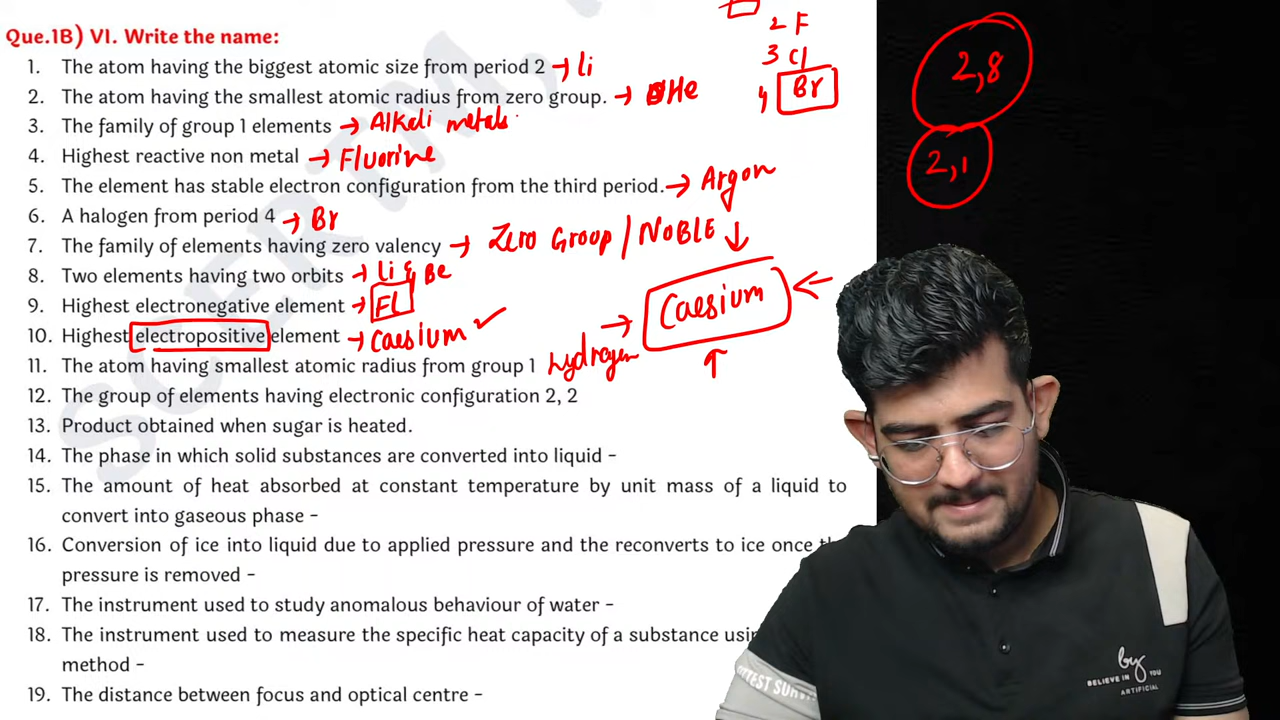 Que.1B) VI. Write the name:
1. The atom having the biggest atomic size from period 2 → Li
2. The atom having the smallest atomic radius from zero group. → He
3. The family of group 1 elements → Alkali metals
4. Highest reactive non metal → Fluorine
5. The element has stable electron configuration from the third period. → Argon
6. A halogen from period 4 → Br
7. The family of elements having zero valency → Zero Group / NOBLE
8. Two elements having two orbits → Li & Be
9. Highest electronegative element → FL
10. Highest electropositive element → Caesium ✓
11. The atom having smallest atomic radius from group 1 Hydrogen
12. The group of elements having electronic configuration 2, 2
13. Product obtained when sugar is heated.
14. The phase in which solid substances are converted into liquid –
15. The amount of heat absorbed at constant temperature by unit mass of a liquid to
convert into gaseous phase –
16. Conversion of ice into liquid due to applied pressure and the reconverts to ice once
pressure is removed –
17. The instrument used to study anomalous behaviour of water –
18. The instrument used to measure the specific heat capacity of a substance
method –
19. The distance between focus and optical centre –
2 F
3 Cl
4 Br
2,8
2,1
→ Caesium ←
SCERTM,
by
BELIEVE IN YOU
ARTIFICIAL